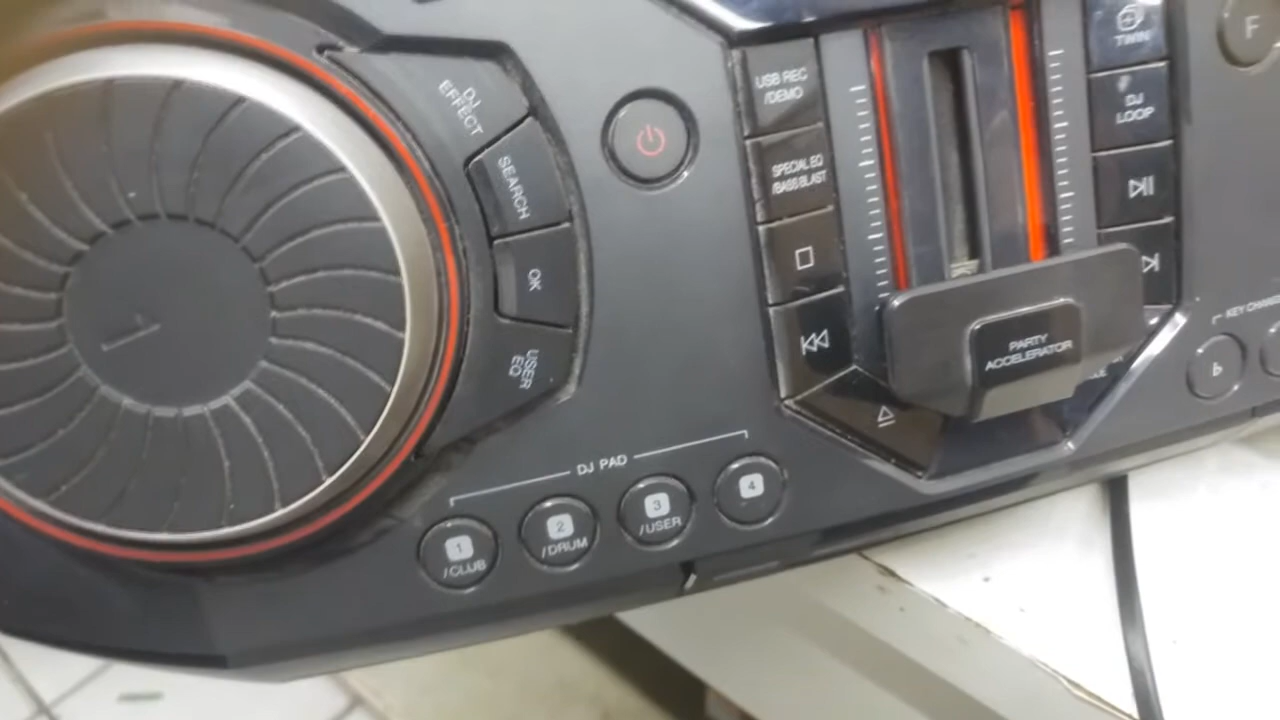 DJ
EFFECT
SEARCH
OK
USER
EQ
USB REC
/DEMO
SPECIAL EQ
/BASS BLAST
PARTY
ACCELERATOR
TWIN
DJ
LOOP
F
KEY CHAN
b
DJ PAD
1
/CLUB
2
/DRUM
3
/USER
4